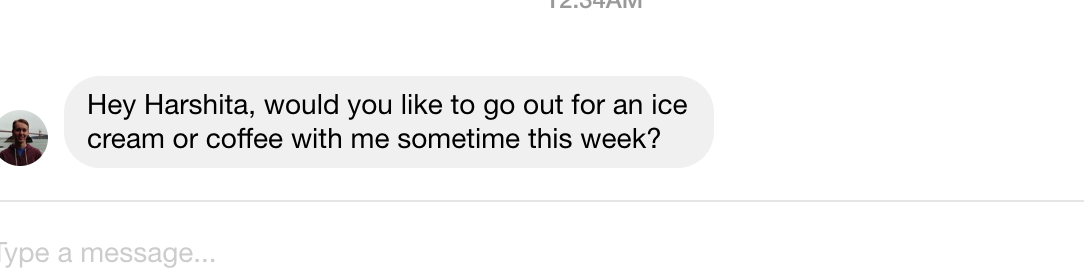 12:34AM
Hey Harshita, would you like to go out for an ice
cream or coffee with me sometime this week?
Type a message...